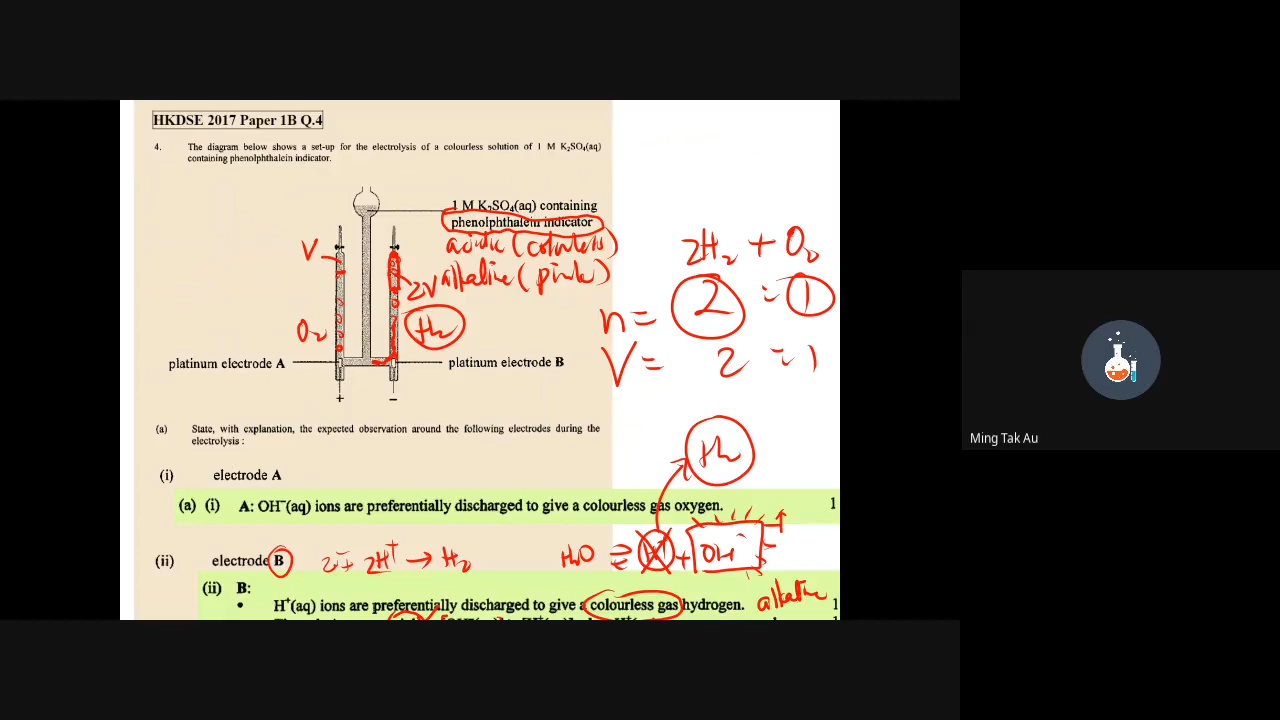 HKDSE 2017 Paper 1B Q.4
4. The diagram below shows a set-up for the electrolysis of a colourless solution of 1 M K₂SO₄(aq)
containing phenolphthalein indicator.
1 M K₂SO₄(aq) containing
phenolphthalein indicator
acidic (colourless)
alkaline (pink)
V
2V
O₂
H₂
2H₂ + O₂
n = 2 : 1
V = 2 : 1
platinum electrode A
platinum electrode B
+
−
(a) State, with explanation, the expected observation around the following electrodes during the
electrolysis :
H₂
(i) electrode A
(a) (i) A: OH⁻(aq) ions are preferentially discharged to give a colourless gas oxygen. 1
(ii) electrode B
2H⁺ → H₂
H₂O ⇌ H⁺ + OH⁻
(ii) B:
• H⁺(aq) ions are preferentially discharged to give a colourless gas hydrogen. 1
alkaline
Ming Tak Au